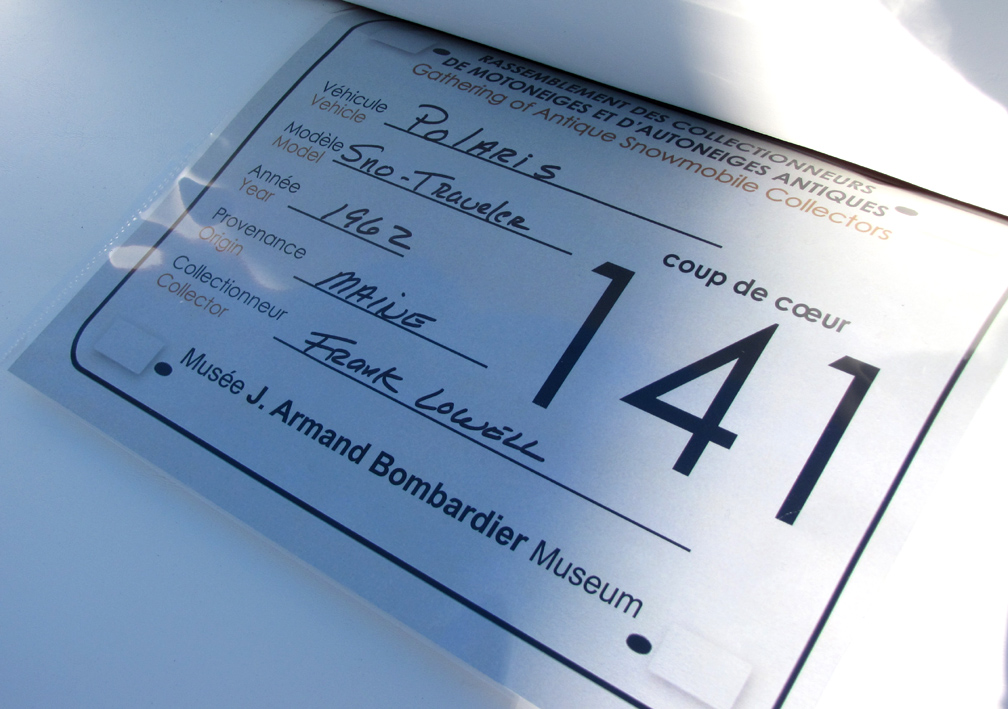 RASSEMBLEMENT DES COLLECTIONNEURS
DE MOTONEIGES ET D'AUTONEIGES ANTIQUES
Gathering of Antique Snowmobile Collectors
Véhicule
Vehicle
POLARIS
Modèle
Model
Sno-Traveler
Année
Year
1962
Provenance
Origin
MAINE
Collectionneur
Collector
FRANK LOWELL
coup de cœur
141
Musée J. Armand Bombardier Museum